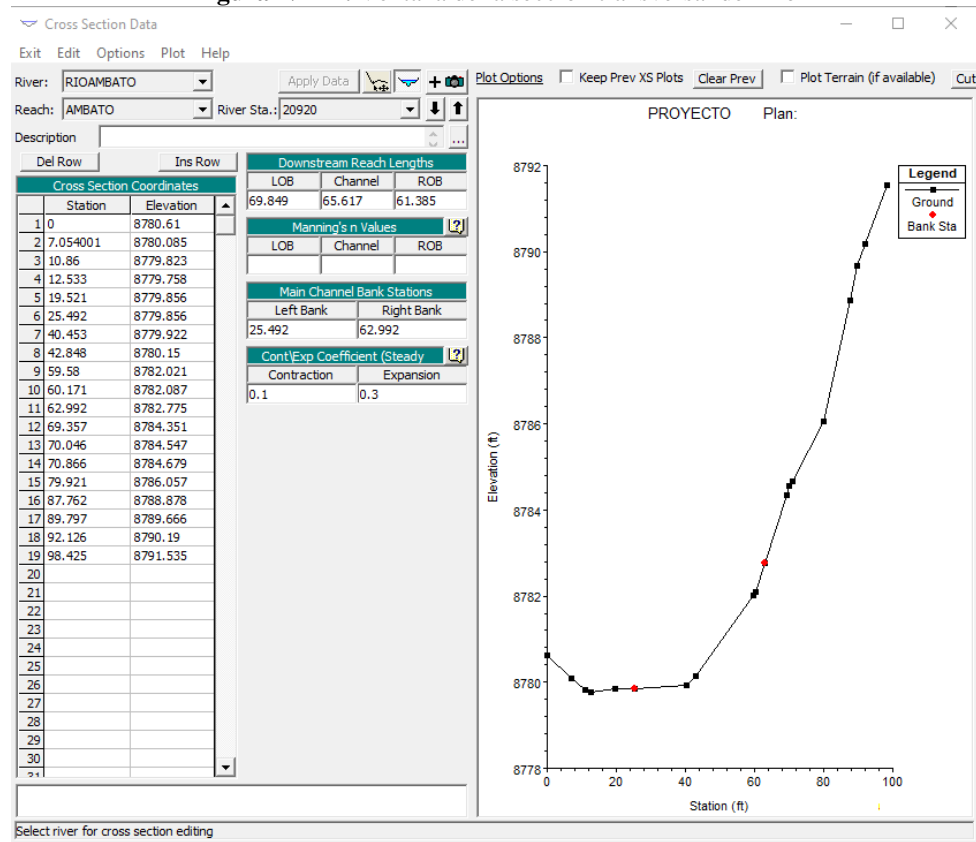 Cross Section Data
Exit Edit Options Plot Help
River: RIOAMBATO Apply Data
Reach: AMBATO River Sta.: 20920
Description ...
Del Row Ins Row
Cross Section Coordinates
Station Elevation
1 0 8780.61
2 7.054001 8780.085
3 10.86 8779.823
4 12.533 8779.758
5 19.521 8779.856
6 25.492 8779.856
7 40.453 8779.922
8 42.848 8780.15
9 59.58 8782.021
10 60.171 8782.087
11 62.992 8782.775
12 69.357 8784.351
13 70.046 8784.547
14 70.866 8784.679
15 79.921 8786.057
16 87.762 8788.878
17 89.797 8789.666
18 92.126 8790.19
19 98.425 8791.535
20
21
22
23
24
25
26
27
28
29
30
Downstream Reach Lengths
LOB Channel ROB
69.849 65.617 61.385
Manning's n Values
LOB Channel ROB
Main Channel Bank Stations
Left Bank Right Bank
25.492 62.992
Cont\Exp Coefficient (Steady
Contraction Expansion
0.1 0.3
Plot Options Keep Prev XS Plots Clear Prev Plot Terrain (if available) Cut
PROYECTO Plan:
Legend
Ground
Bank Sta
8792
8790
8788
8786
8784
8782
8780
8778
Elevation (ft)
0 20 40 60 80 100
Station (ft)
Select river for cross section editing